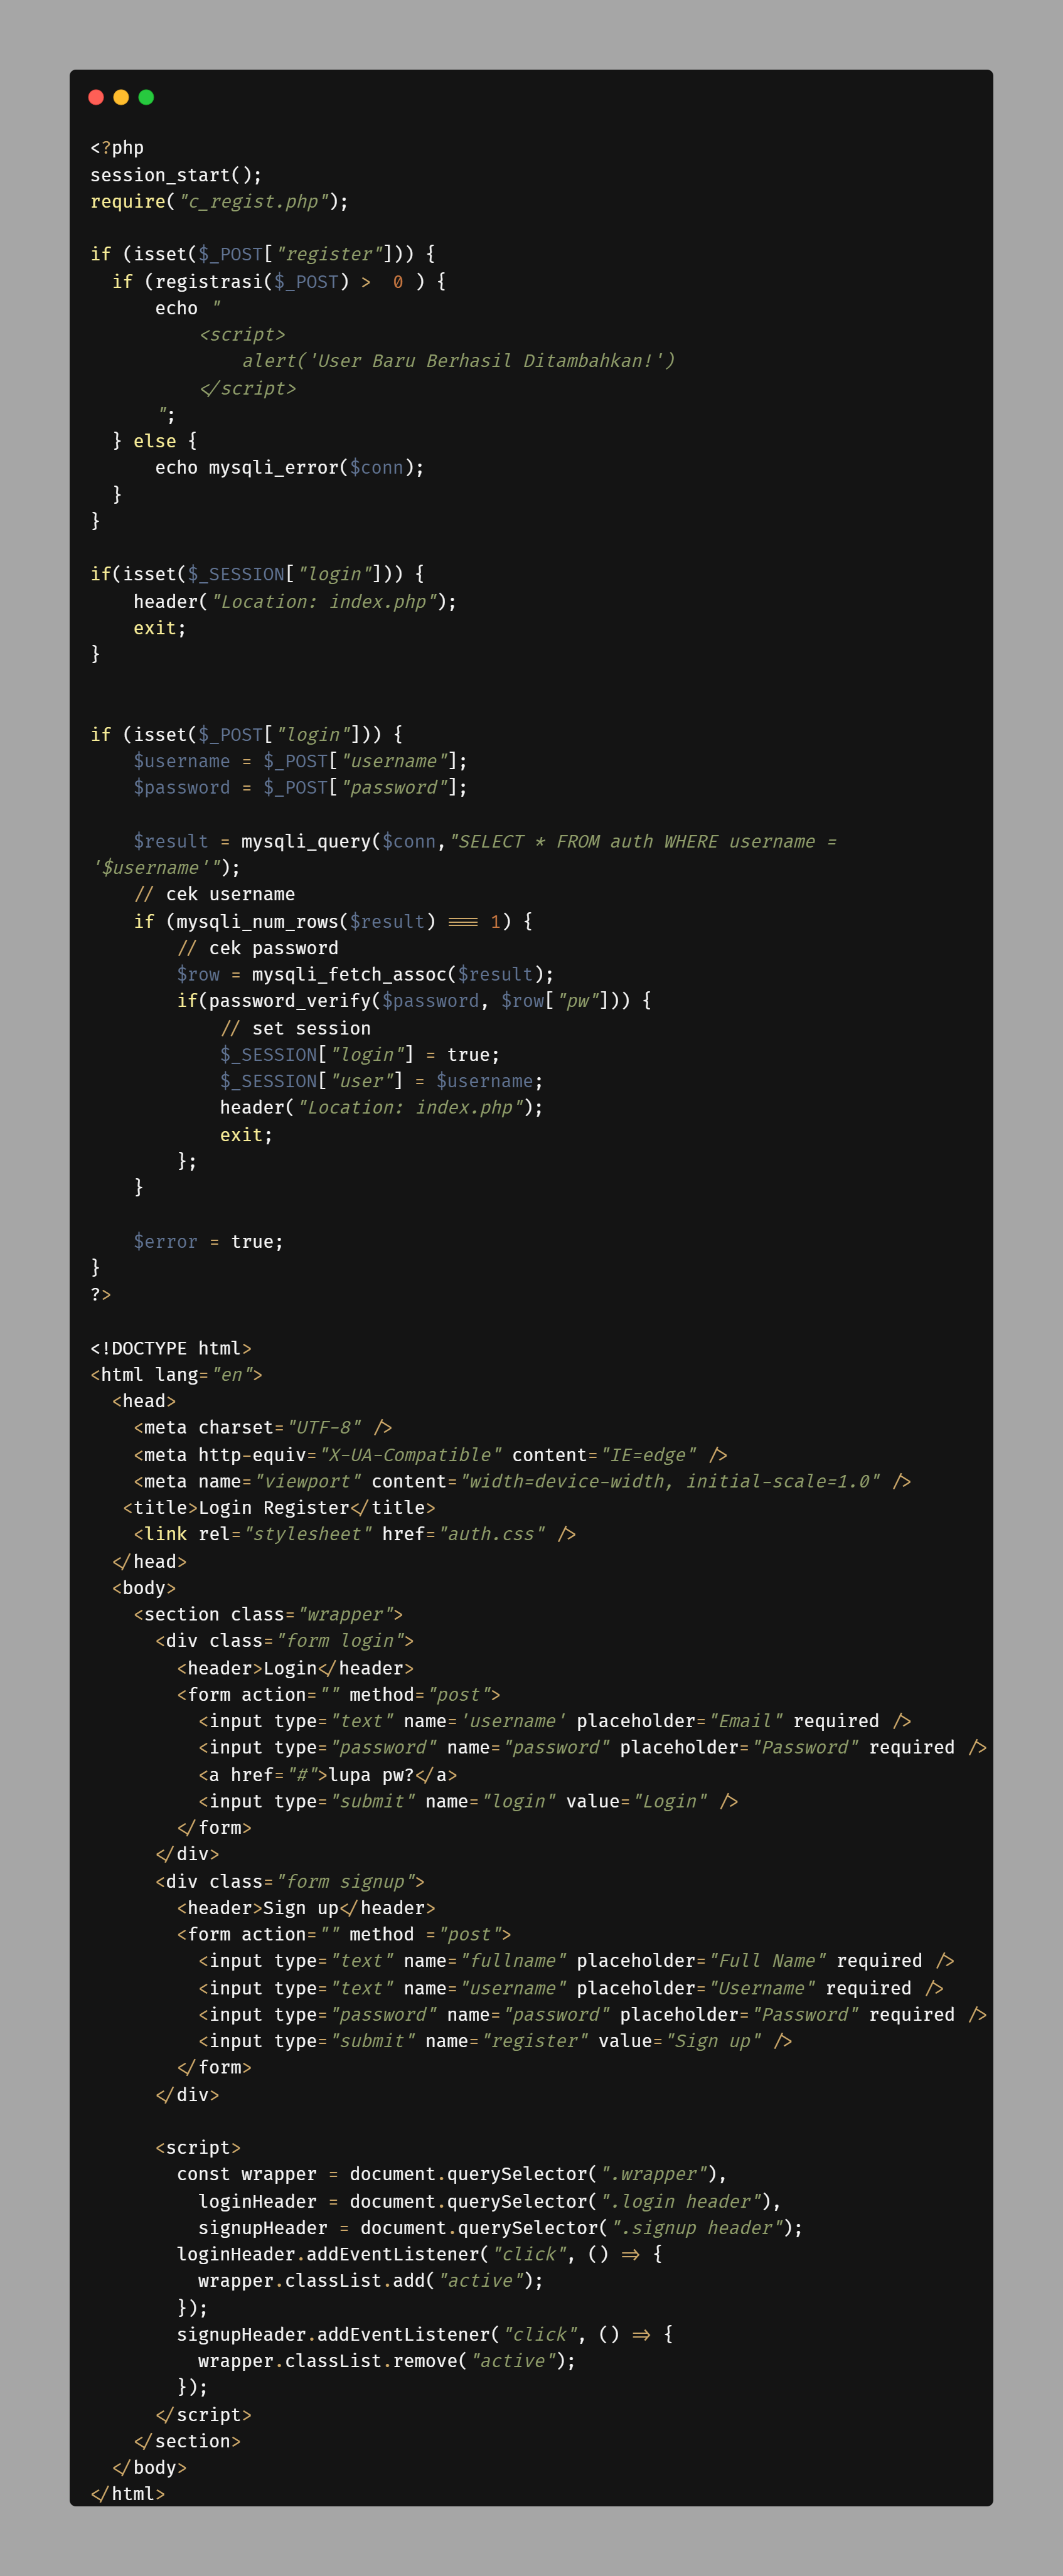 <?php
session_start();
require("c_regist.php");

if (isset($_POST["register"])) {
  if (registrasi($_POST) >  0 ) {
      echo "
          <script>
              alert('User Baru Berhasil Ditambahkan!')
          </script>
      ";
  } else {
      echo mysqli_error($conn);
  }
}

if(isset($_SESSION["login"])) {
    header("Location: index.php");
    exit;
}


if (isset($_POST["login"])) {
    $username = $_POST["username"];
    $password = $_POST["password"];

    $result = mysqli_query($conn,"SELECT * FROM auth WHERE username =
'$username'");
    // cek username
    if (mysqli_num_rows($result) === 1) {
        // cek password
        $row = mysqli_fetch_assoc($result);
        if(password_verify($password, $row["pw"])) {
            // set session
            $_SESSION["login"] = true;
            $_SESSION["user"] = $username;
            header("Location: index.php");
            exit;
        };
    }

    $error = true;
}
?>

<!DOCTYPE html>
<html lang="en">
  <head>
    <meta charset="UTF-8" />
    <meta http-equiv="X-UA-Compatible" content="IE=edge" />
    <meta name="viewport" content="width=device-width, initial-scale=1.0" />
   <title>Login Register</title>
    <link rel="stylesheet" href="auth.css" />
  </head>
  <body>
    <section class="wrapper">
      <div class="form login">
        <header>Login</header>
        <form action="" method="post">
          <input type="text" name='username' placeholder="Email" required />
          <input type="password" name="password" placeholder="Password" required />
          <a href="#">lupa pw?</a>
          <input type="submit" name="login" value="Login" />
        </form>
      </div>
      <div class="form signup">
        <header>Sign up</header>
        <form action="" method ="post">
          <input type="text" name="fullname" placeholder="Full Name" required />
          <input type="text" name="username" placeholder="Username" required />
          <input type="password" name="password" placeholder="Password" required />
          <input type="submit" name="register" value="Sign up" />
        </form>
      </div>

      <script>
        const wrapper = document.querySelector(".wrapper"),
          loginHeader = document.querySelector(".login header"),
          signupHeader = document.querySelector(".signup header");
        loginHeader.addEventListener("click", () => {
          wrapper.classList.add("active");
        });
        signupHeader.addEventListener("click", () => {
          wrapper.classList.remove("active");
        });
      </script>
    </section>
  </body>
</html>